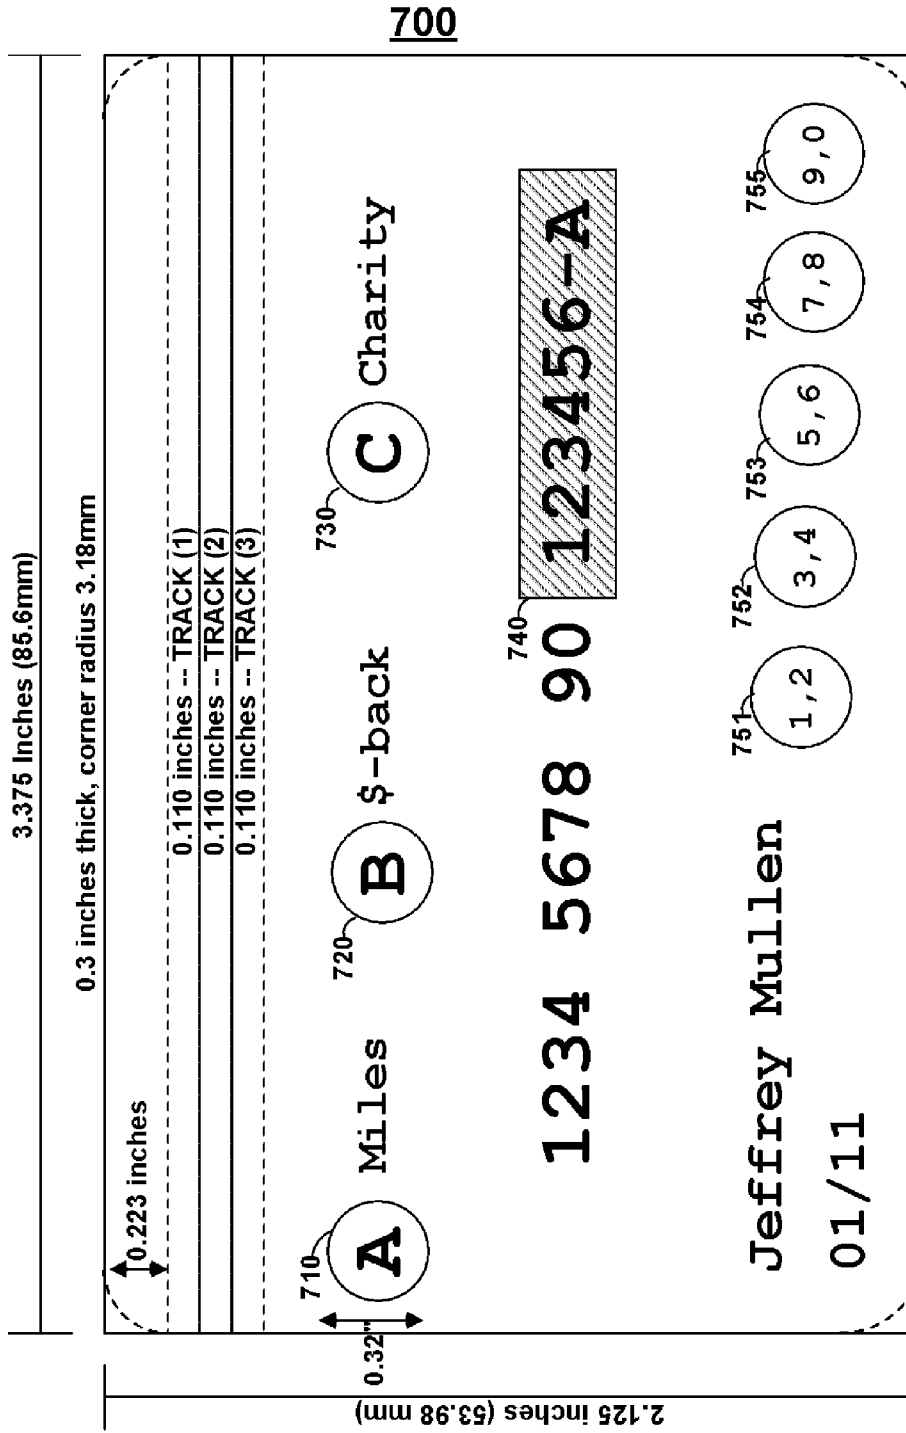 700
3.375 Inches (85.6mm)
0.3 inches thick, corner radius 3.18mm
0.223 inches
0.110 inches -- TRACK (1)
0.110 inches -- TRACK (2)
0.110 inches -- TRACK (3)
2.125 inches (53.98 mm)
0.32"
710 A Miles
720 B $-back
730 C Charity
1234 5678 90 740 123456-A
Jeffrey Mullen
01/11
751 1,2
752 3,4
753 5,6
754 7,8
755 9,0